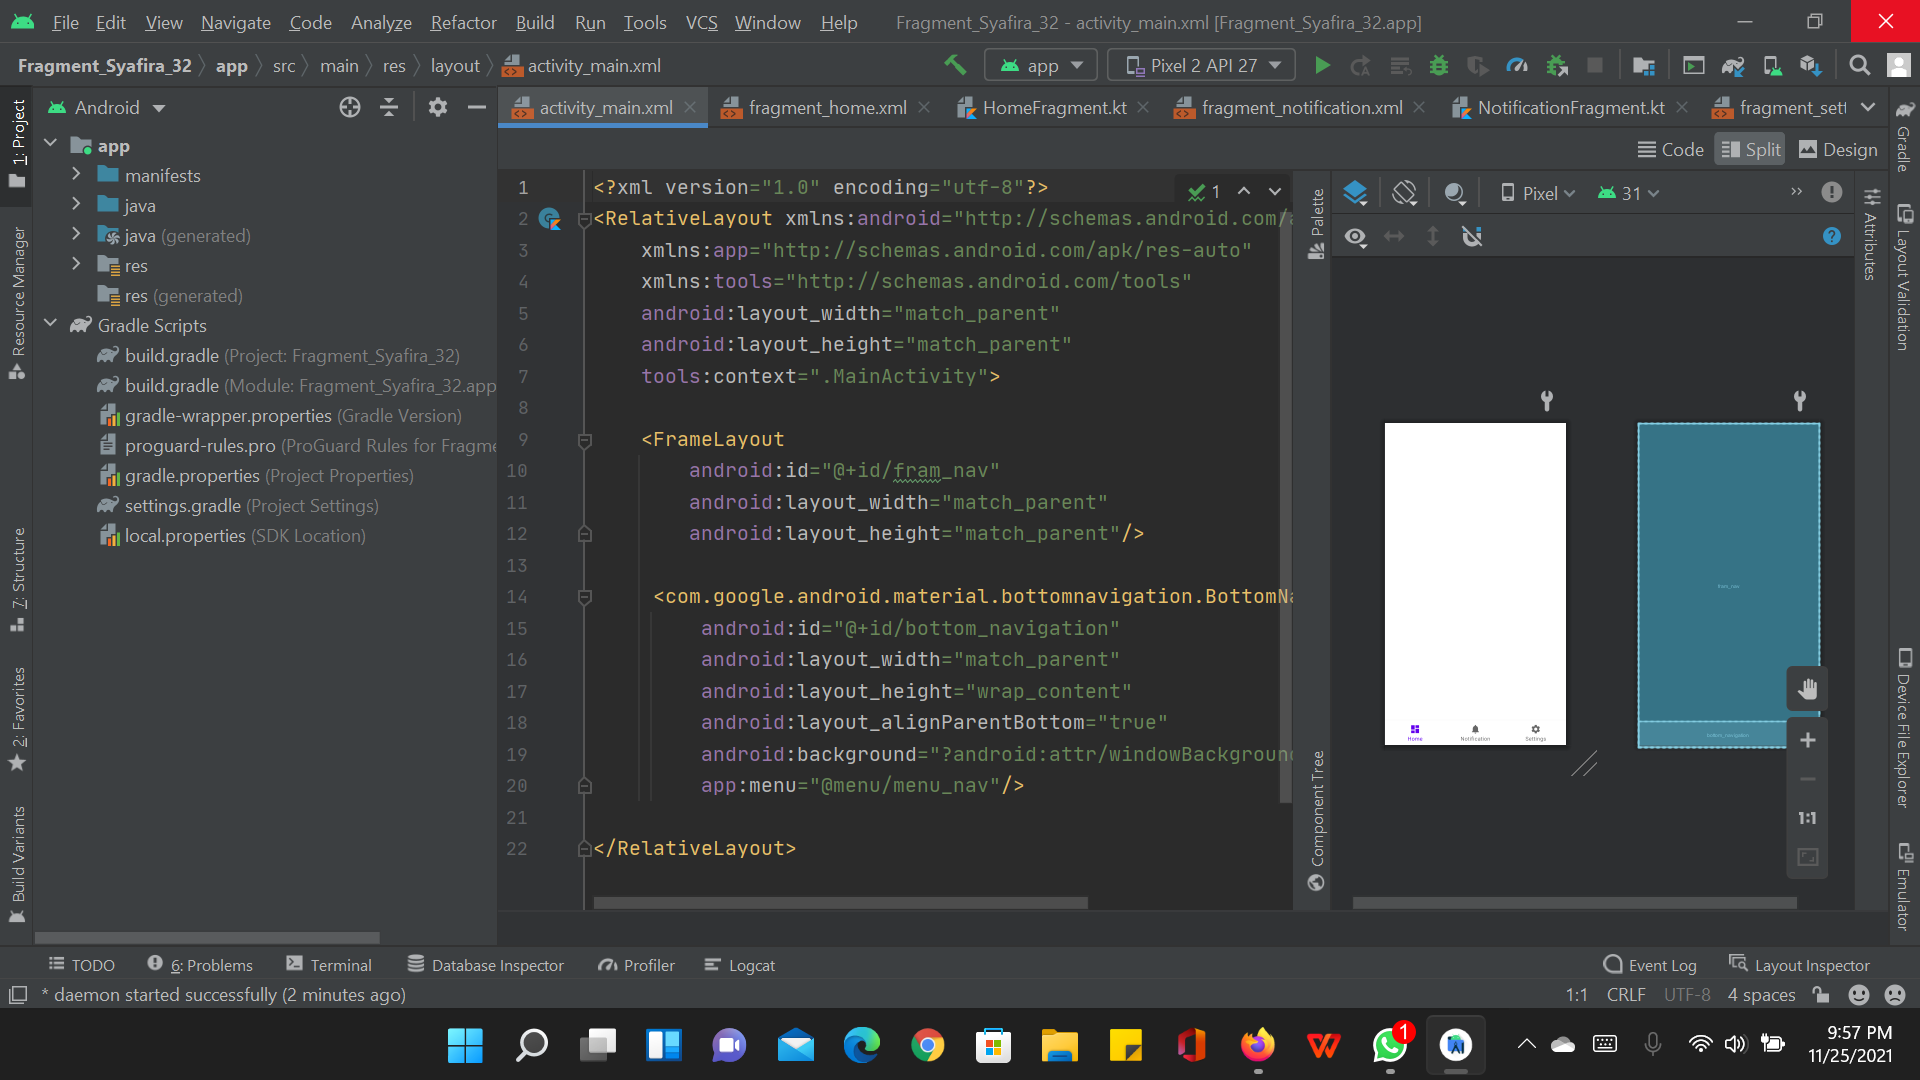 File Edit View Navigate Code Analyze Refactor Build Run Tools VCS Window Help Fragment_Syafira_32 - activity_main.xml [Fragment_Syafira_32.app]
Fragment_Syafira_32 app src main res layout activity_main.xml app Pixel 2 API 27
Android
activity_main.xml fragment_home.xml HomeFragment.kt fragment_notification.xml NotificationFragment.kt fragment_sett
Code Split Design
1: Project
Resource Manager
7: Structure
2: Favorites
Build Variants
app
manifests
java
java (generated)
res
res (generated)
Gradle Scripts
build.gradle (Project: Fragment_Syafira_32)
build.gradle (Module: Fragment_Syafira_32.app
gradle-wrapper.properties (Gradle Version)
proguard-rules.pro (ProGuard Rules for Fragme
gradle.properties (Project Properties)
settings.gradle (Project Settings)
local.properties (SDK Location)
1 <?xml version="1.0" encoding="utf-8"?>
1
2 <RelativeLayout xmlns:android="http://schemas.android.com/a
3 xmlns:app="http://schemas.android.com/apk/res-auto"
4 xmlns:tools="http://schemas.android.com/tools"
5 android:layout_width="match_parent"
6 android:layout_height="match_parent"
7 tools:context=".MainActivity">
8
9 <FrameLayout
10 android:id="@+id/fram_nav"
11 android:layout_width="match_parent"
12 android:layout_height="match_parent"/>
13
14 <com.google.android.material.bottomnavigation.BottomNa
15 android:id="@+id/bottom_navigation"
16 android:layout_width="match_parent"
17 android:layout_height="wrap_content"
18 android:layout_alignParentBottom="true"
19 android:background="?android:attr/windowBackground
20 app:menu="@menu/menu_nav"/>
21
22 </RelativeLayout>
Palette
Component Tree
Pixel 31
Home Notification Settings
fram_nav
bottom_navigation
1:1
Attributes
Gradle
Layout Validation
Device File Explorer
Emulator
TODO 6: Problems Terminal Database Inspector Profiler Logcat Event Log Layout Inspector
* daemon started successfully (2 minutes ago) 1:1 CRLF UTF-8 4 spaces
1
AI
9:57 PM
11/25/2021